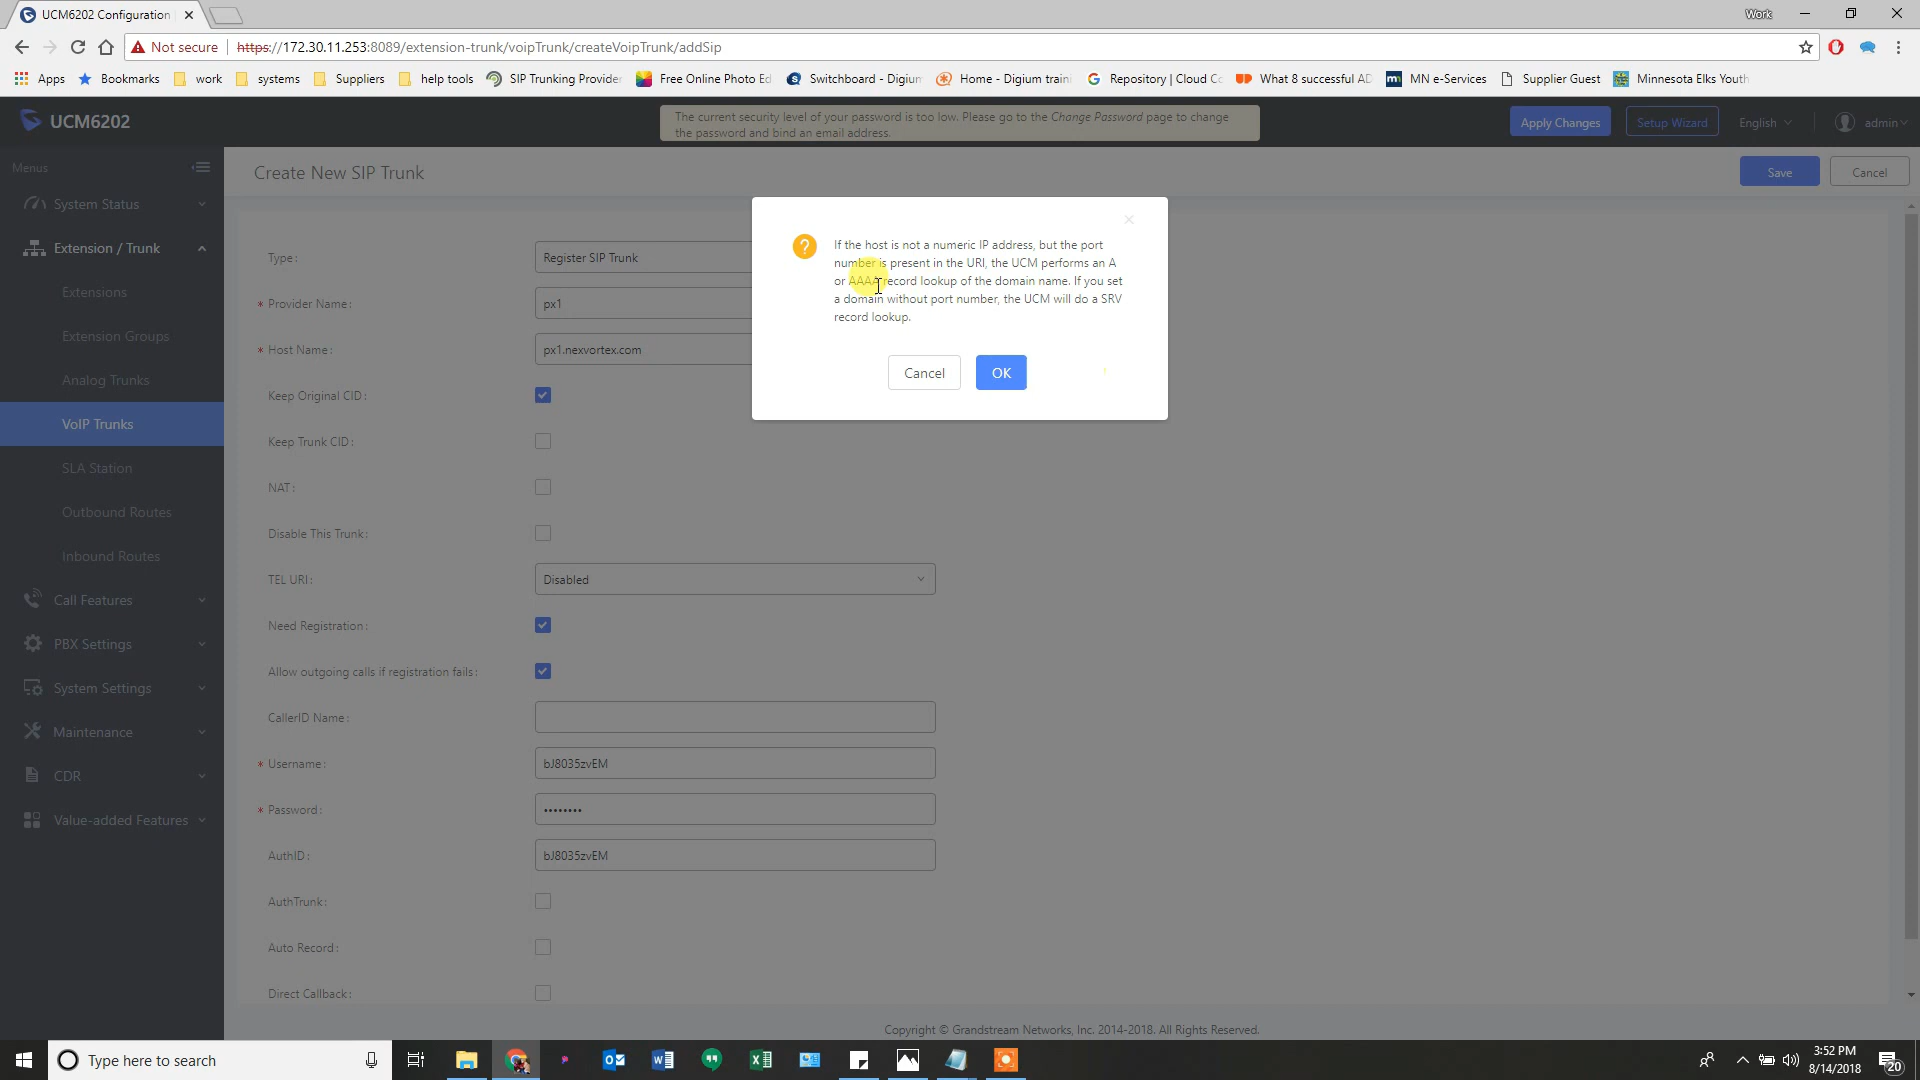 UCM6202 Configuration
Work
Not secure
https://172.30.11.253:8089/extension-trunk/voipTrunk/createVoipTrunk/addSip
Apps
Bookmarks
work
systems
Suppliers
help tools
SIP Trunking Provider
Free Online Photo Ed
Switchboard - Digium
Home - Digium traini
Repository | Cloud Co
What 8 successful AD
MN e-Services
Supplier Guest
Minnesota Elks Youth
UCM6202
The current security level of your password is too low. Please go to the Change Password page to change
the password and bind an email address.
Apply Changes
Setup Wizard
English
admin
Menus
Create New SIP Trunk
Save
Cancel
System Status
Extension / Trunk
Extensions
Extension Groups
Analog Trunks
VoIP Trunks
SLA Station
Outbound Routes
Inbound Routes
Call Features
PBX Settings
System Settings
Maintenance
CDR
Value-added Features
Type:
Register SIP Trunk
* Provider Name:
px1
* Host Name:
px1.nexvortex.com
Keep Original CID:
Keep Trunk CID:
NAT:
Disable This Trunk:
TEL URI:
Disabled
Need Registration:
Allow outgoing calls if registration fails:
CallerID Name:
* Username:
bJ8035zvEM
* Password:
••••••••
AuthID:
bJ8035zvEM
AuthTrunk:
Auto Record:
Direct Callback:
If the host is not a numeric IP address, but the port
number is present in the URI, the UCM performs an A
or AAAA record lookup of the domain name. If you set
a domain without port number, the UCM will do a SRV
record lookup.
Cancel
OK
Copyright © Grandstream Networks, Inc. 2014-2018. All Rights Reserved.
Type here to search
3:52 PM
8/14/2018
20